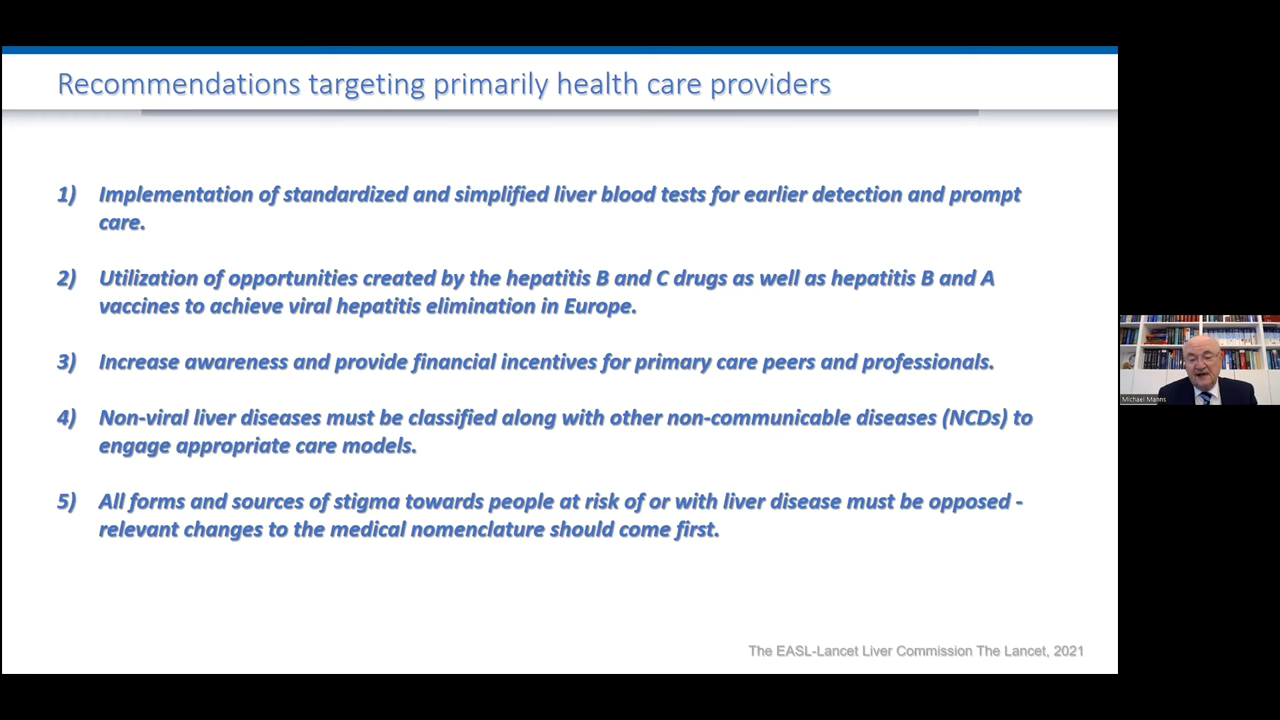 Recommendations targeting primarily health care providers
1) Implementation of standardized and simplified liver blood tests for earlier detection and prompt
care.
2) Utilization of opportunities created by the hepatitis B and C drugs as well as hepatitis B and A
vaccines to achieve viral hepatitis elimination in Europe.
3) Increase awareness and provide financial incentives for primary care peers and professionals.
4) Non-viral liver diseases must be classified along with other non-communicable diseases (NCDs) to
engage appropriate care models.
5) All forms and sources of stigma towards people at risk of or with liver disease must be opposed -
relevant changes to the medical nomenclature should come first.
The EASL-Lancet Liver Commission The Lancet, 2021
Michael Manns